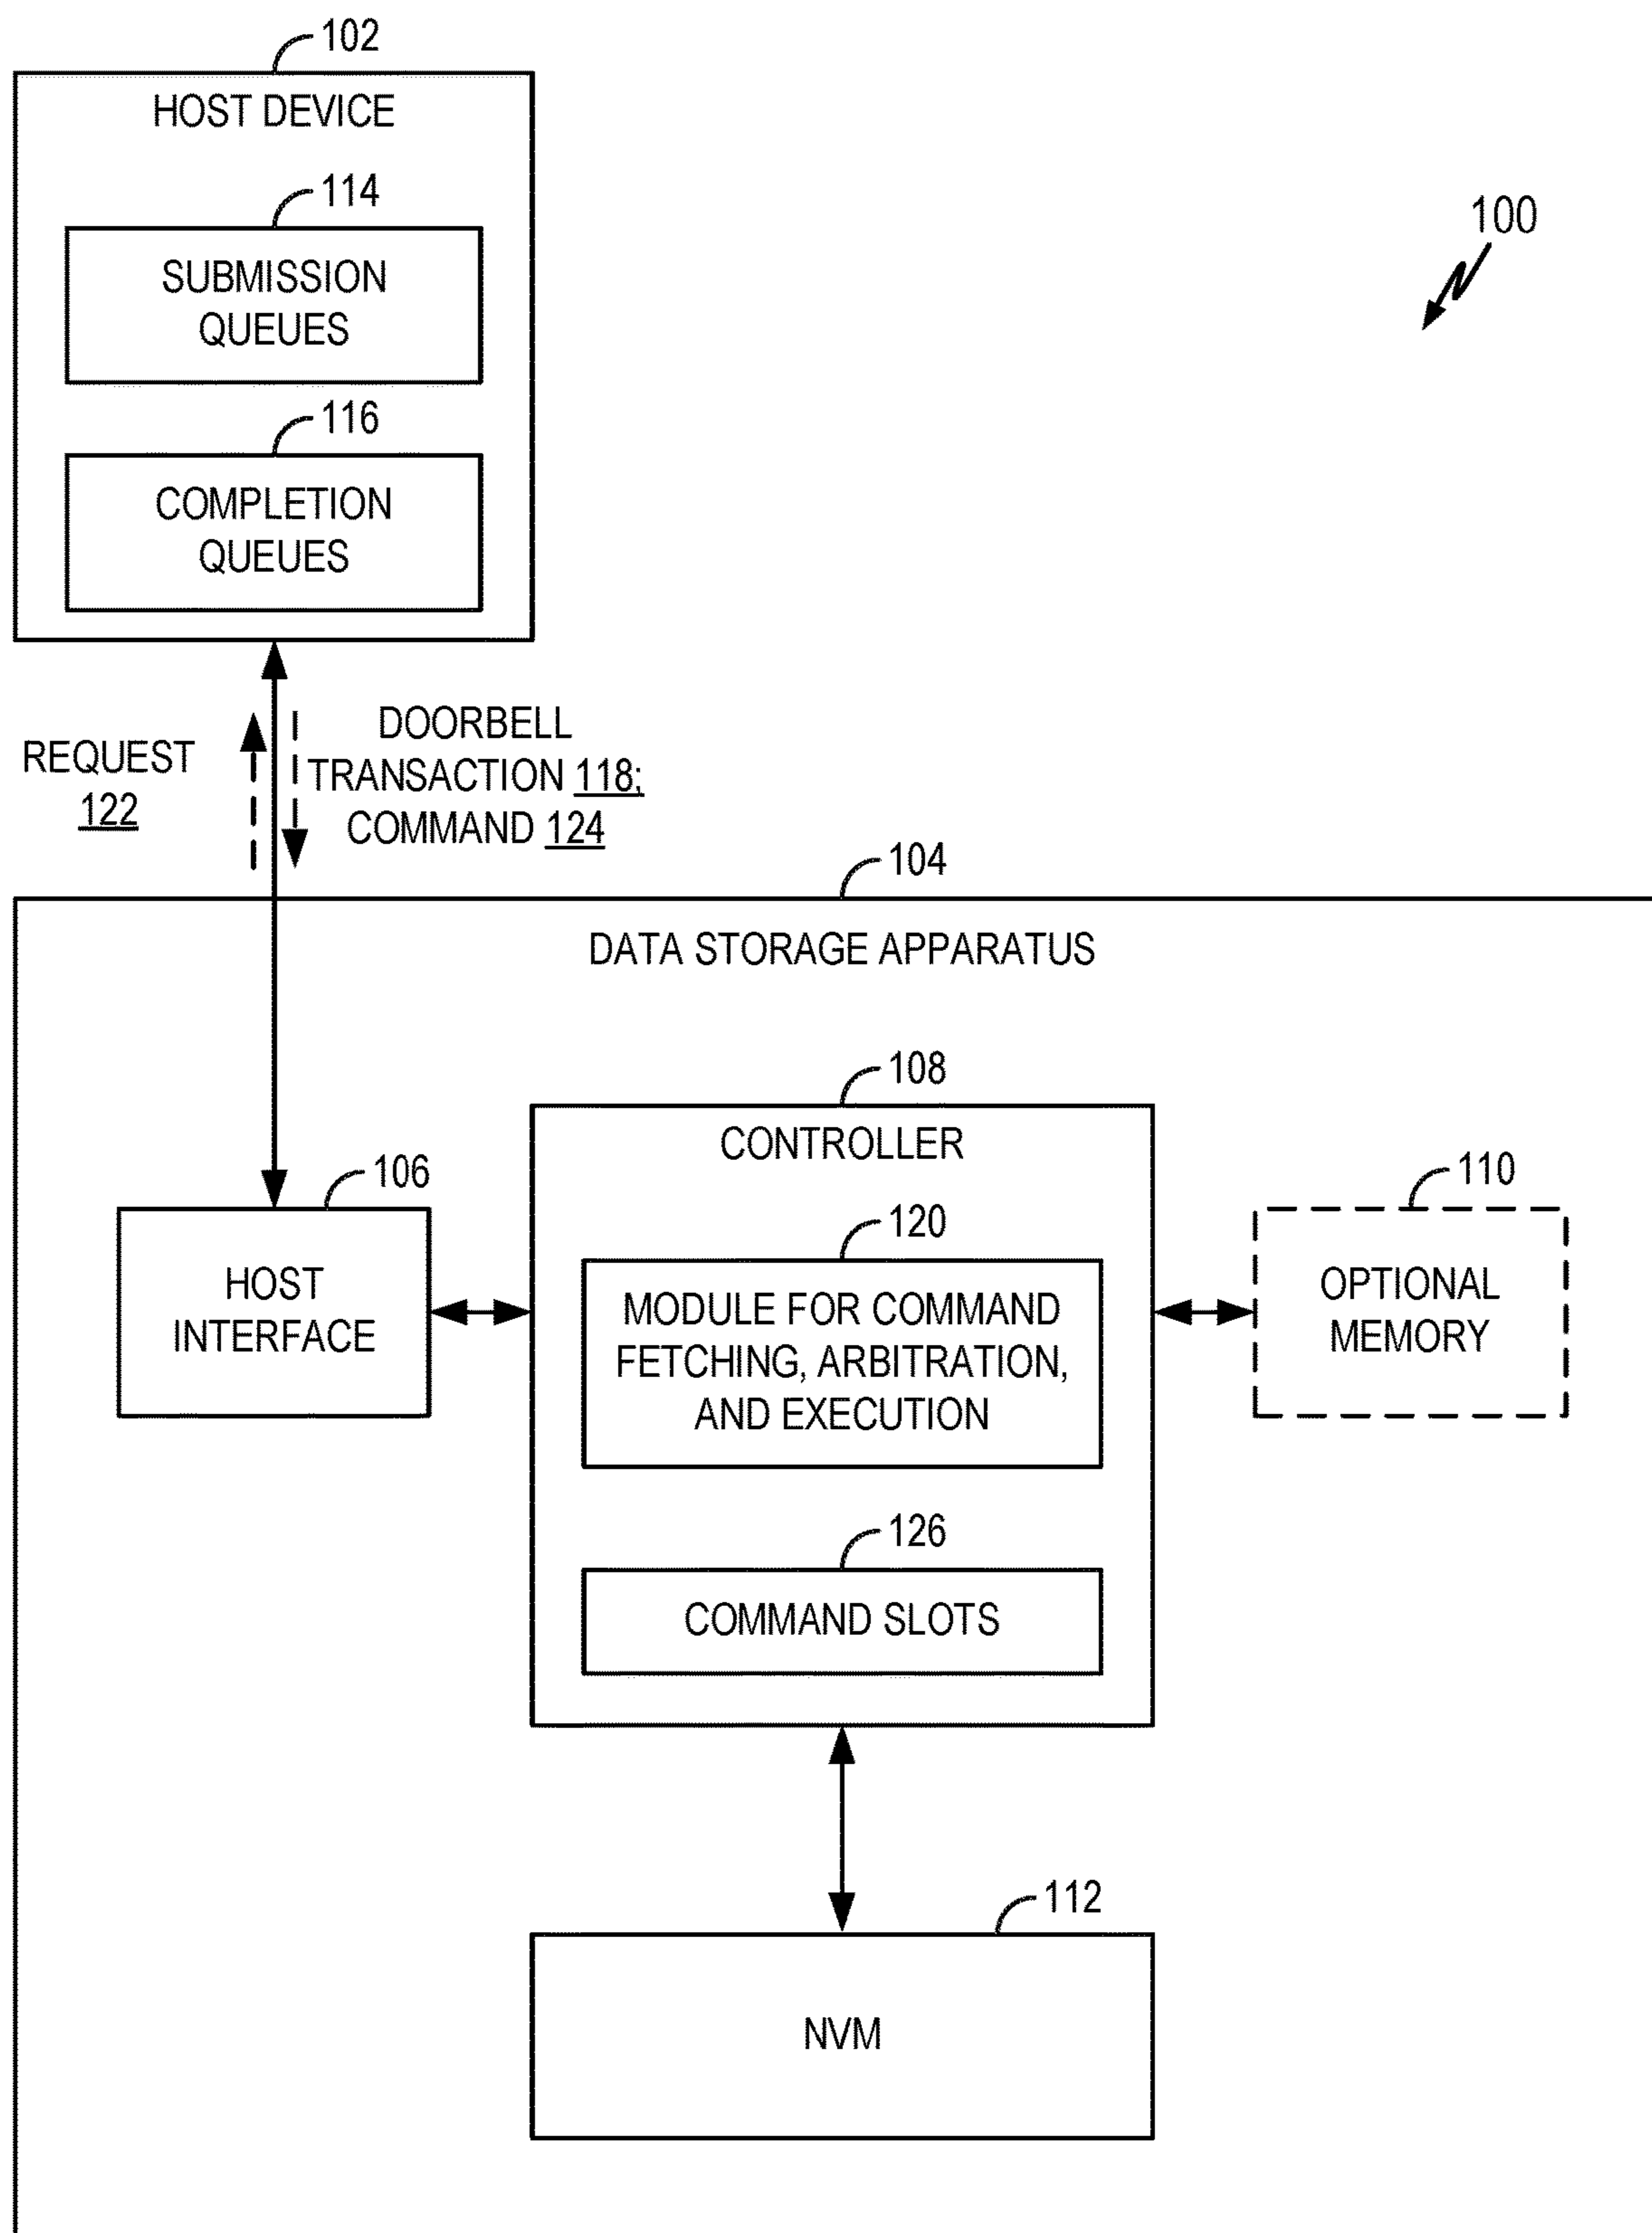 102
HOST DEVICE
114
SUBMISSION
QUEUES
116
COMPLETION
QUEUES
100
REQUEST
122
DOORBELL
TRANSACTION 118;
COMMAND 124
104
DATA STORAGE APPARATUS
108
CONTROLLER
106
HOST
INTERFACE
120
MODULE FOR COMMAND
FETCHING, ARBITRATION,
AND EXECUTION
110
OPTIONAL
MEMORY
126
COMMAND SLOTS
112
NVM